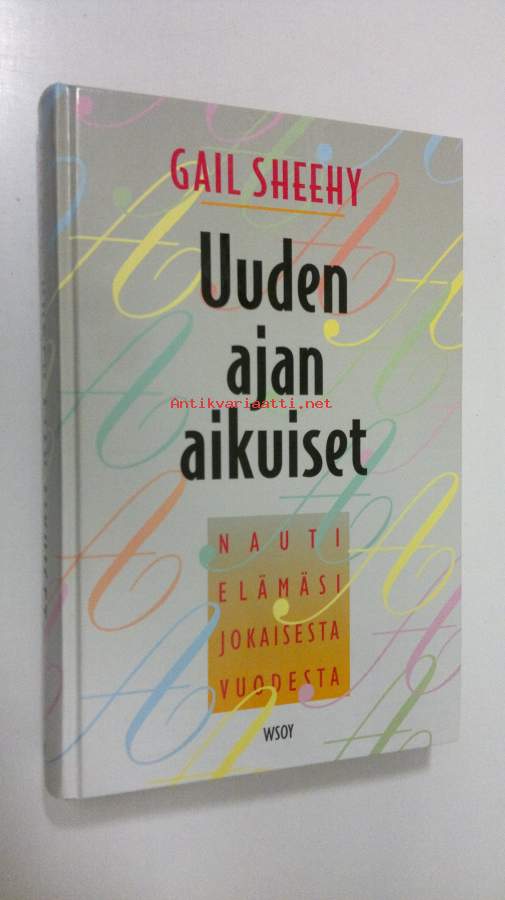 GAIL SHEEHY
Uuden
ajan
Antikvariaatti.net
aikuiset
NAUTI
ELÄMÄSI
JOKAISESTA
VUODESTA
WSOY